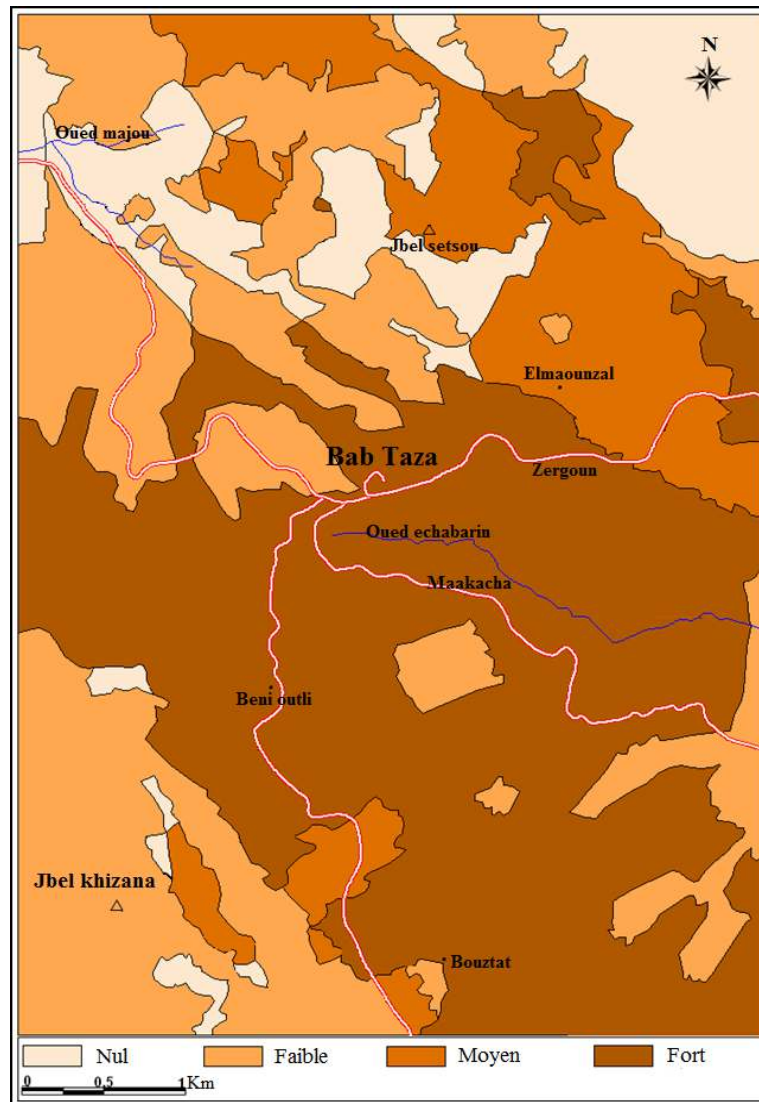 N
Oued majou
Jbel setsou
Elmaounzal
Bab Taza
Zergoun
Oued echabarin
Maakacha
Beni outli
Jbel khizana
Bouztat
Nul Faible Moyen Fort
0 0,5 1Km